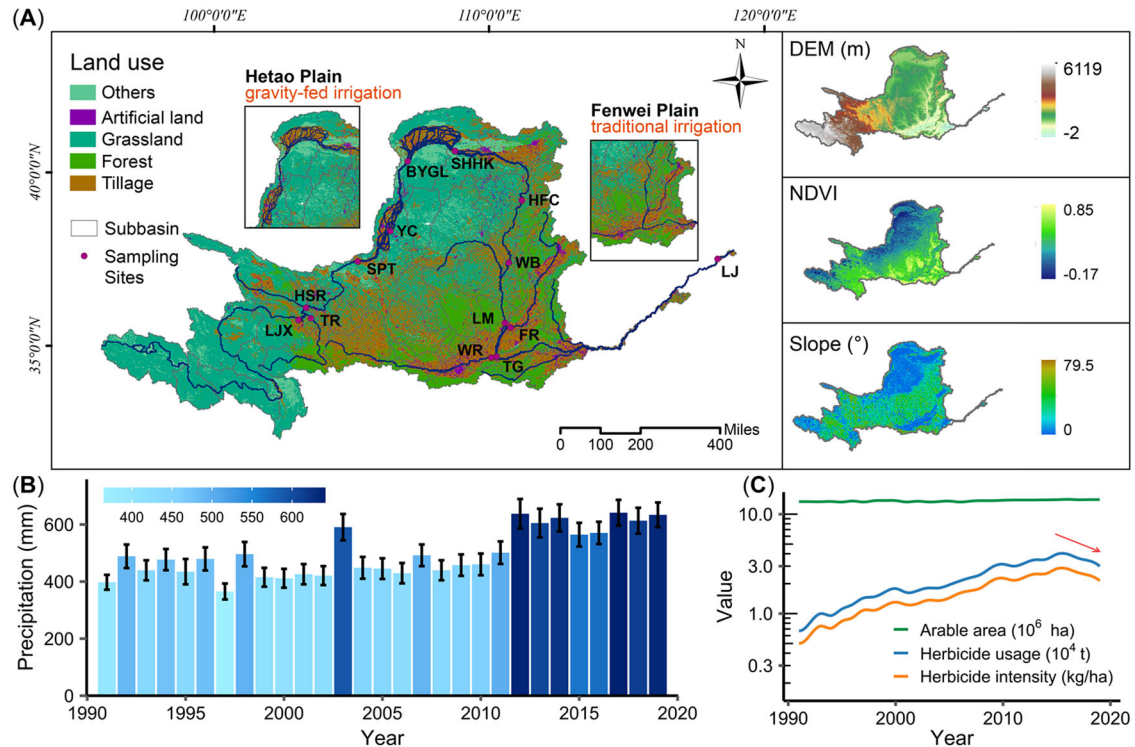 (A)
100°0'0"E
110°0'0"E
120°0'0"E
40°0'0"N
35°0'0"N
Land use
Others
Artificial land
Grassland
Forest
Tillage
Subbasin
Sampling
Sites
Hetao Plain
gravity-fed irrigation
Fenwei Plain
traditional irrigation
N
BYGL
SHHK
HFC
YC
SPT
WB
LJ
HSR
LJX
TR
LM
FR
WR
TG
Miles
0 100 200 400
DEM (m)
6119
-2
NDVI
0.85
-0.17
Slope (°)
79.5
0
(B)
400 450 500 550 600
Precipitation (mm)
600
400
200
0
1990 1995 2000 2005 2010 2015 2020
Year
(C)
Value
10.0
3.0
1.0
0.3
Arable area (10⁶ ha)
Herbicide usage (10⁴ t)
Herbicide intensity (kg/ha)
1990 2000 2010 2020
Year